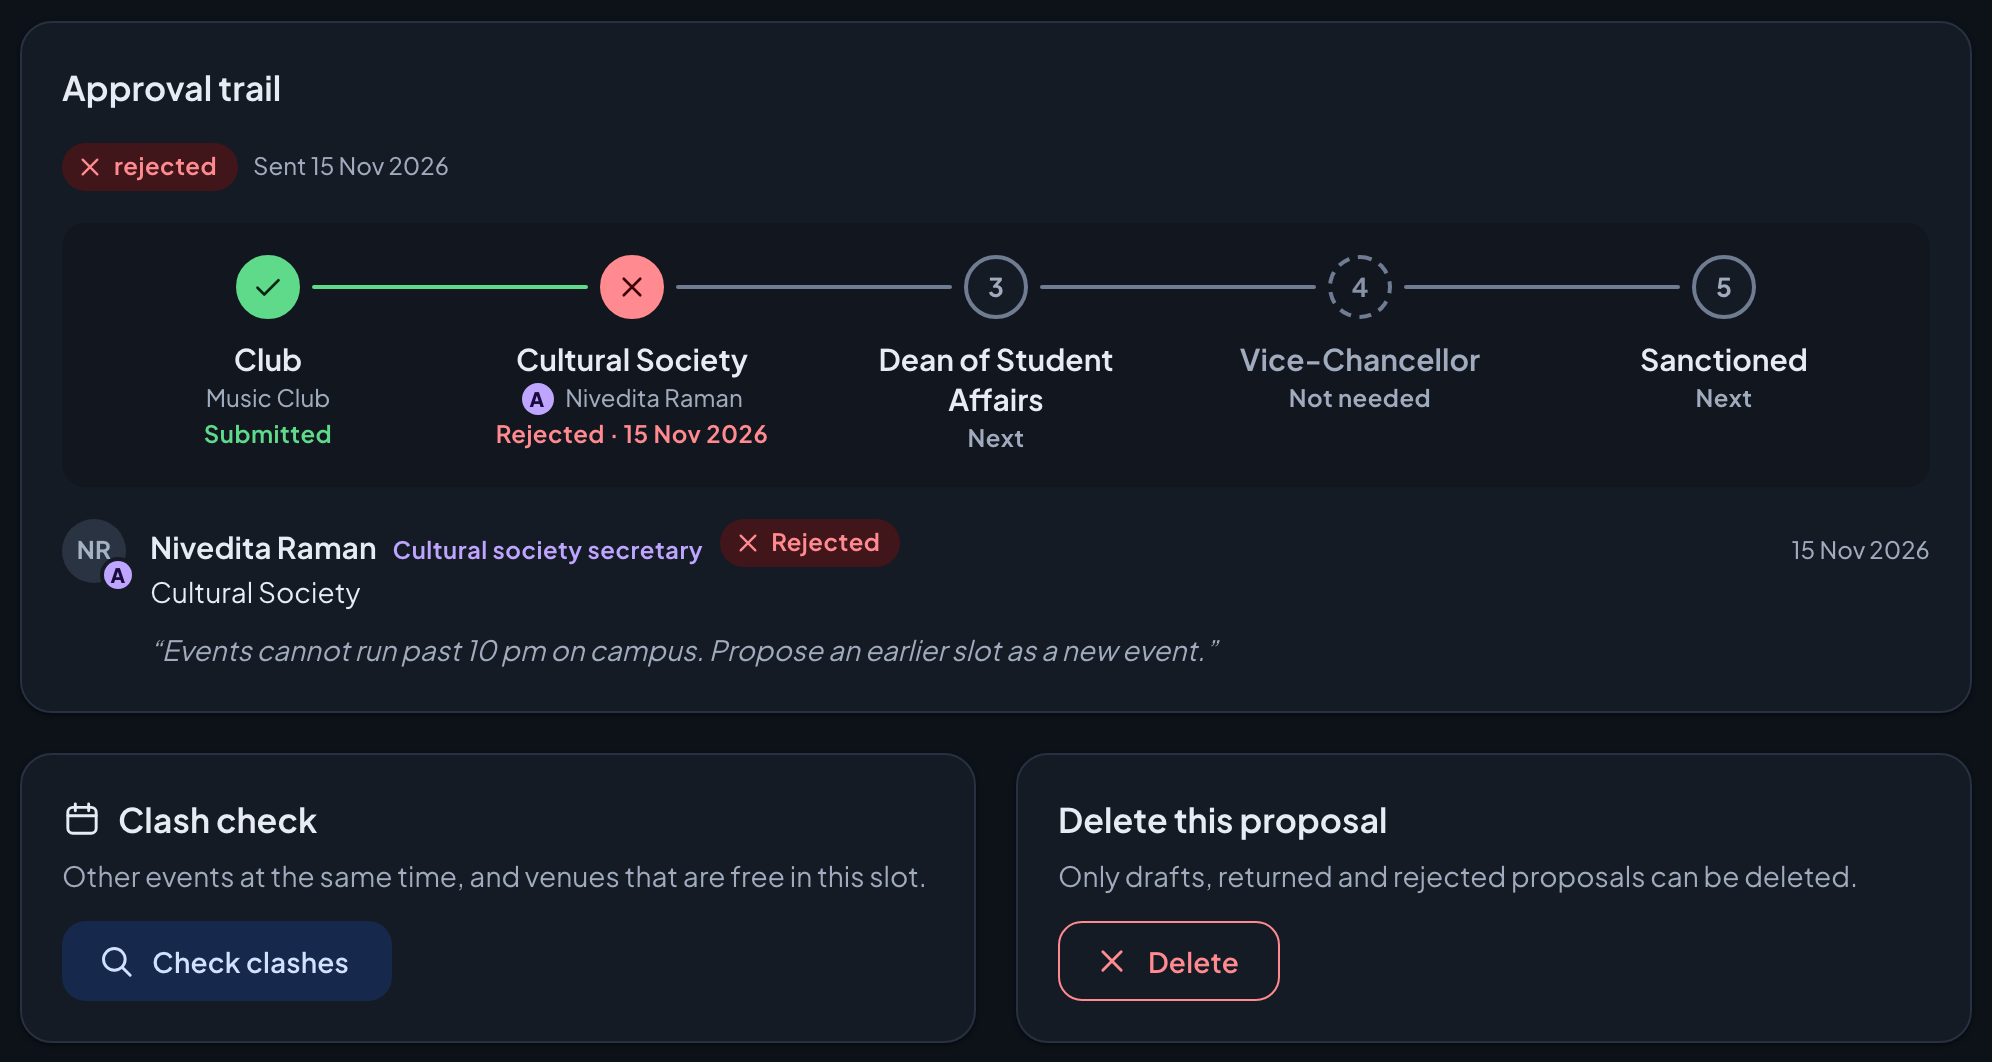 Approval trail
rejected Sent 15 Nov 2026
3 4 5
Club
Music Club
Submitted
Cultural Society
A Nivedita Raman
Rejected · 15 Nov 2026
Dean of Student
Affairs
Next
Vice-Chancellor
Not needed
Sanctioned
Next
NR A
Nivedita Raman Cultural society secretary Rejected 15 Nov 2026
Cultural Society
“Events cannot run past 10 pm on campus. Propose an earlier slot as a new event.”
Clash check
Other events at the same time, and venues that are free in this slot.
Check clashes
Delete this proposal
Only drafts, returned and rejected proposals can be deleted.
Delete